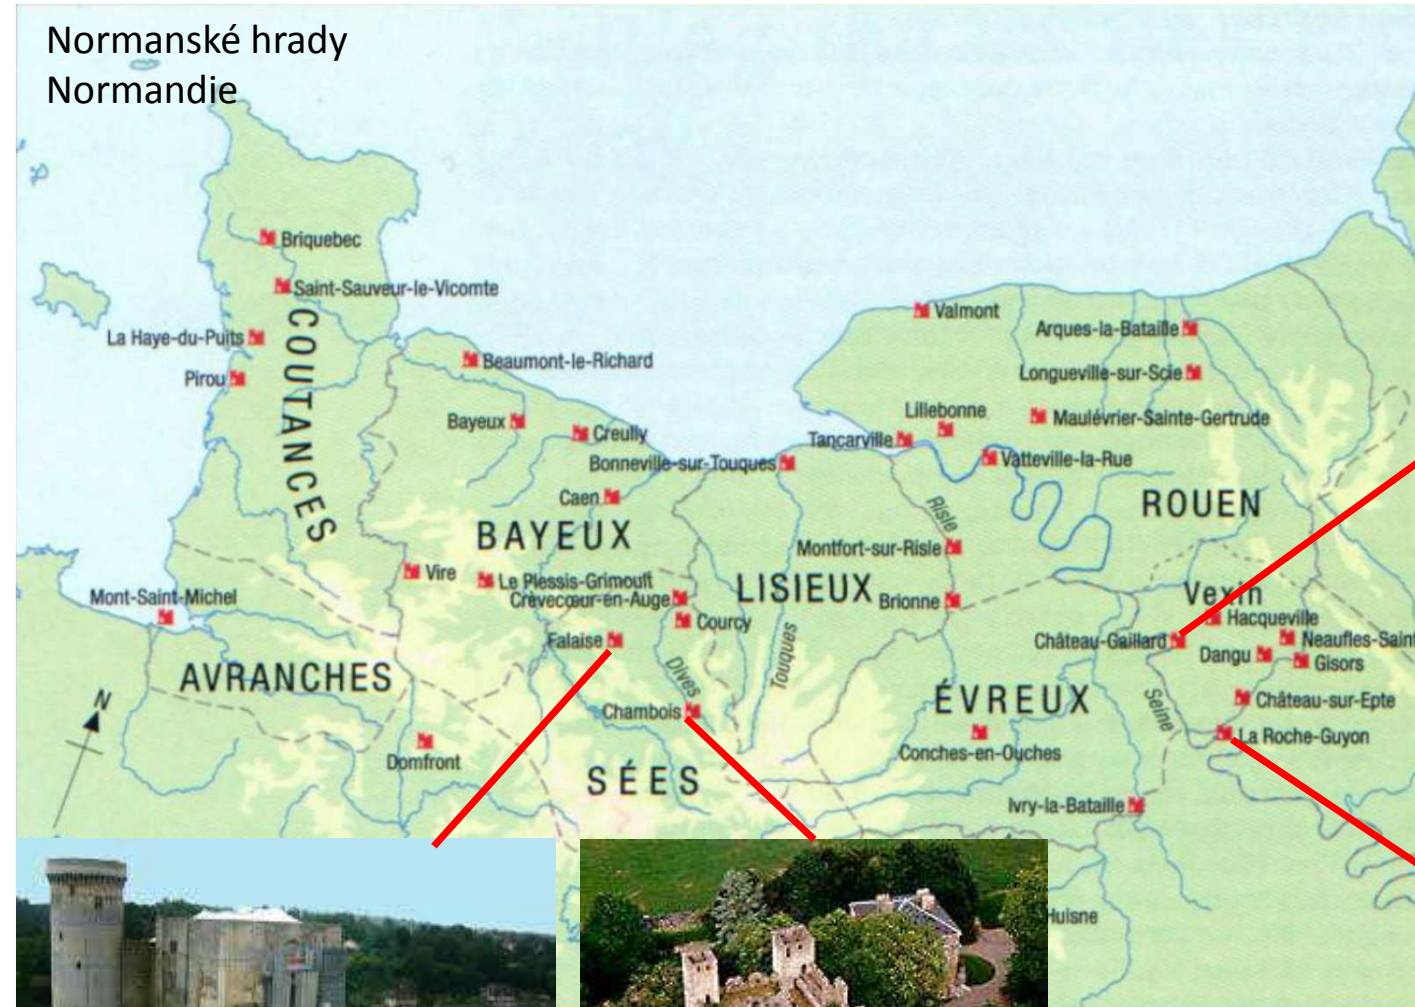 Normanské hrady
Normandie
Briquebec
Saint-Sauveur-le-Vicomte
La Haye-du-Puits
Pirou
COUTANCES
Beaumont-le-Richard
Bayeux
Creully
Bonneville-sur-Touques
Caen
BAYEUX
Valmont
Arques-la-Bataille
Longueville-sur-Scie
Lillebonne
Maulévrier-Sainte-Gertrude
Tancarville
Vatteville-la-Rue
ROUEN
Risle
Montfort-sur-Risle
Vire
Le Plessis-Grimoult
Crèvecœur-en-Auge
LISIEUX
Brionne
Vexin
Mont-Saint-Michel
Courcy
Hacqueville
Falaise
Château-Gaillard
Neaufles-Saint
Dangu
Gisors
AVRANCHES
Dives
Touques
ÉVREUX
Seine
Château-sur-Epte
N
Chambois
La Roche-Guyon
Domfront
Conches-en-Ouches
SÉES
Ivry-la-Bataille
Huisne